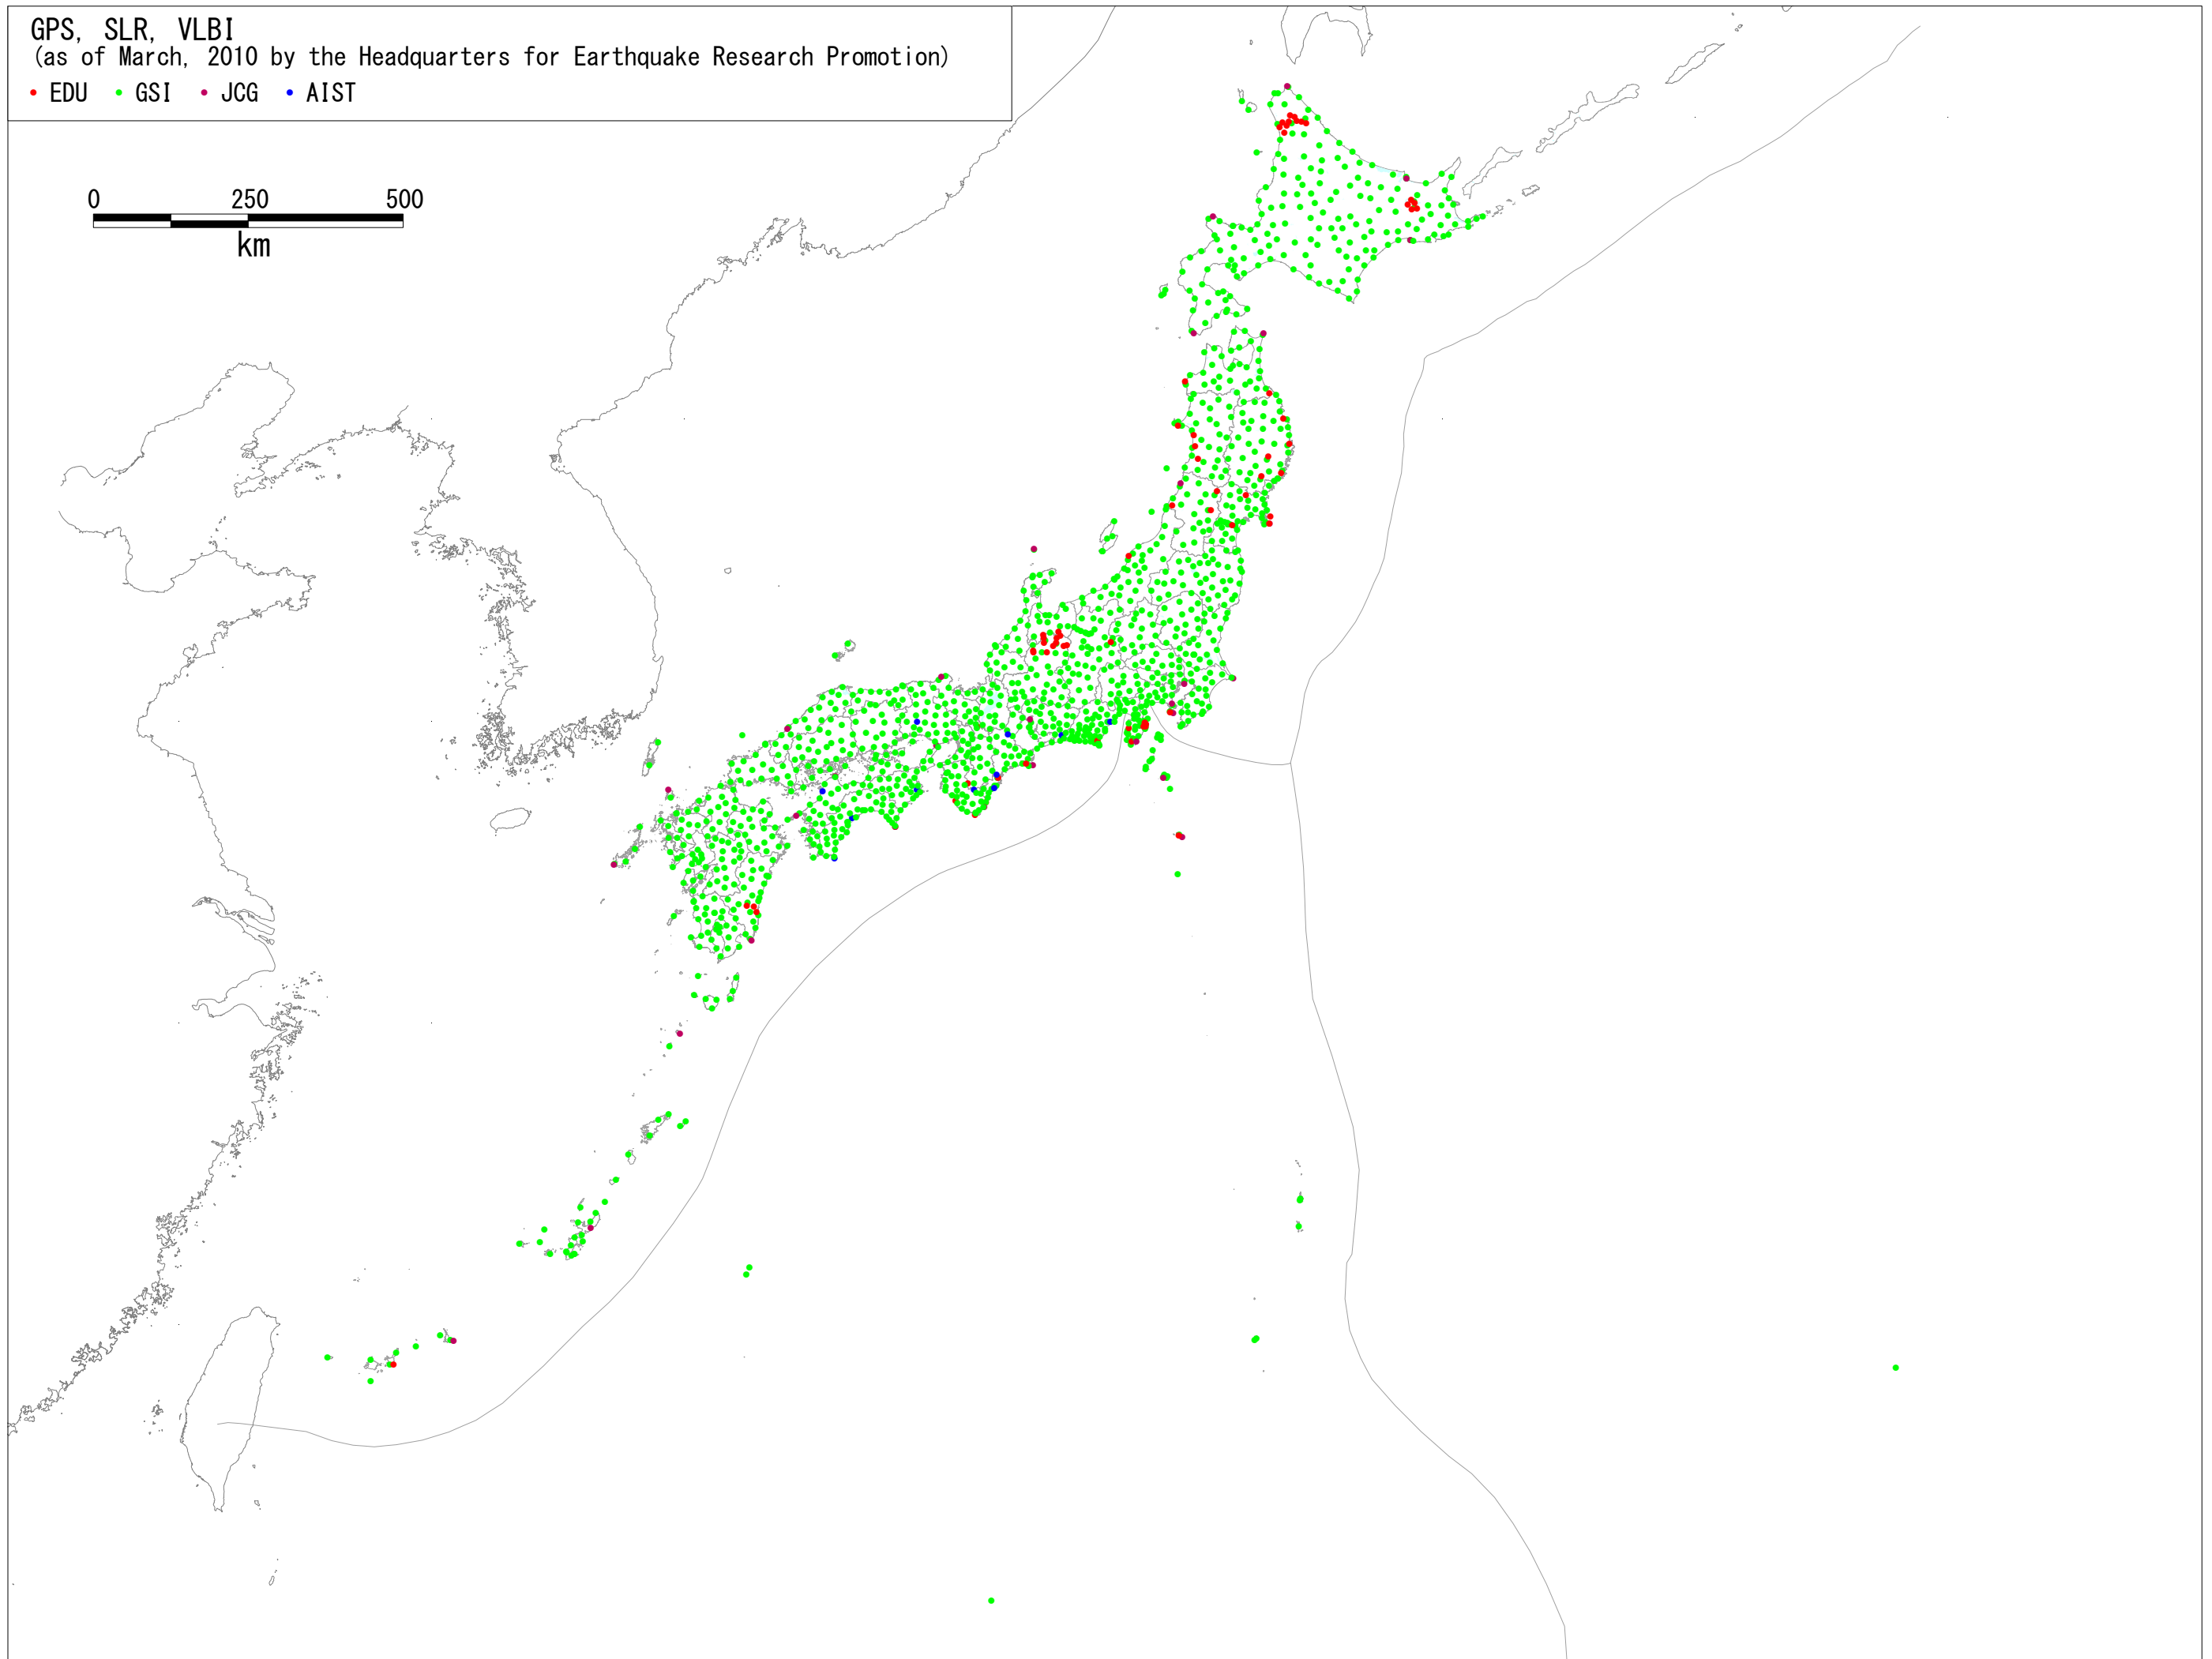 GPS, SLR, VLBI
(as of March, 2010 by the Headquarters for Earthquake Research Promotion)
EDU GSI JCG AIST
0 250 500
km